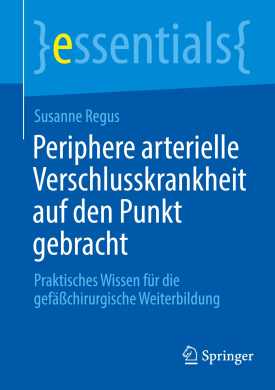 }essentials{
Susanne Regus
Periphere arterielle
Verschlusskrankheit
auf den Punkt
gebracht
Praktisches Wissen für die
gefäßchirurgische Weiterbildung
Springer